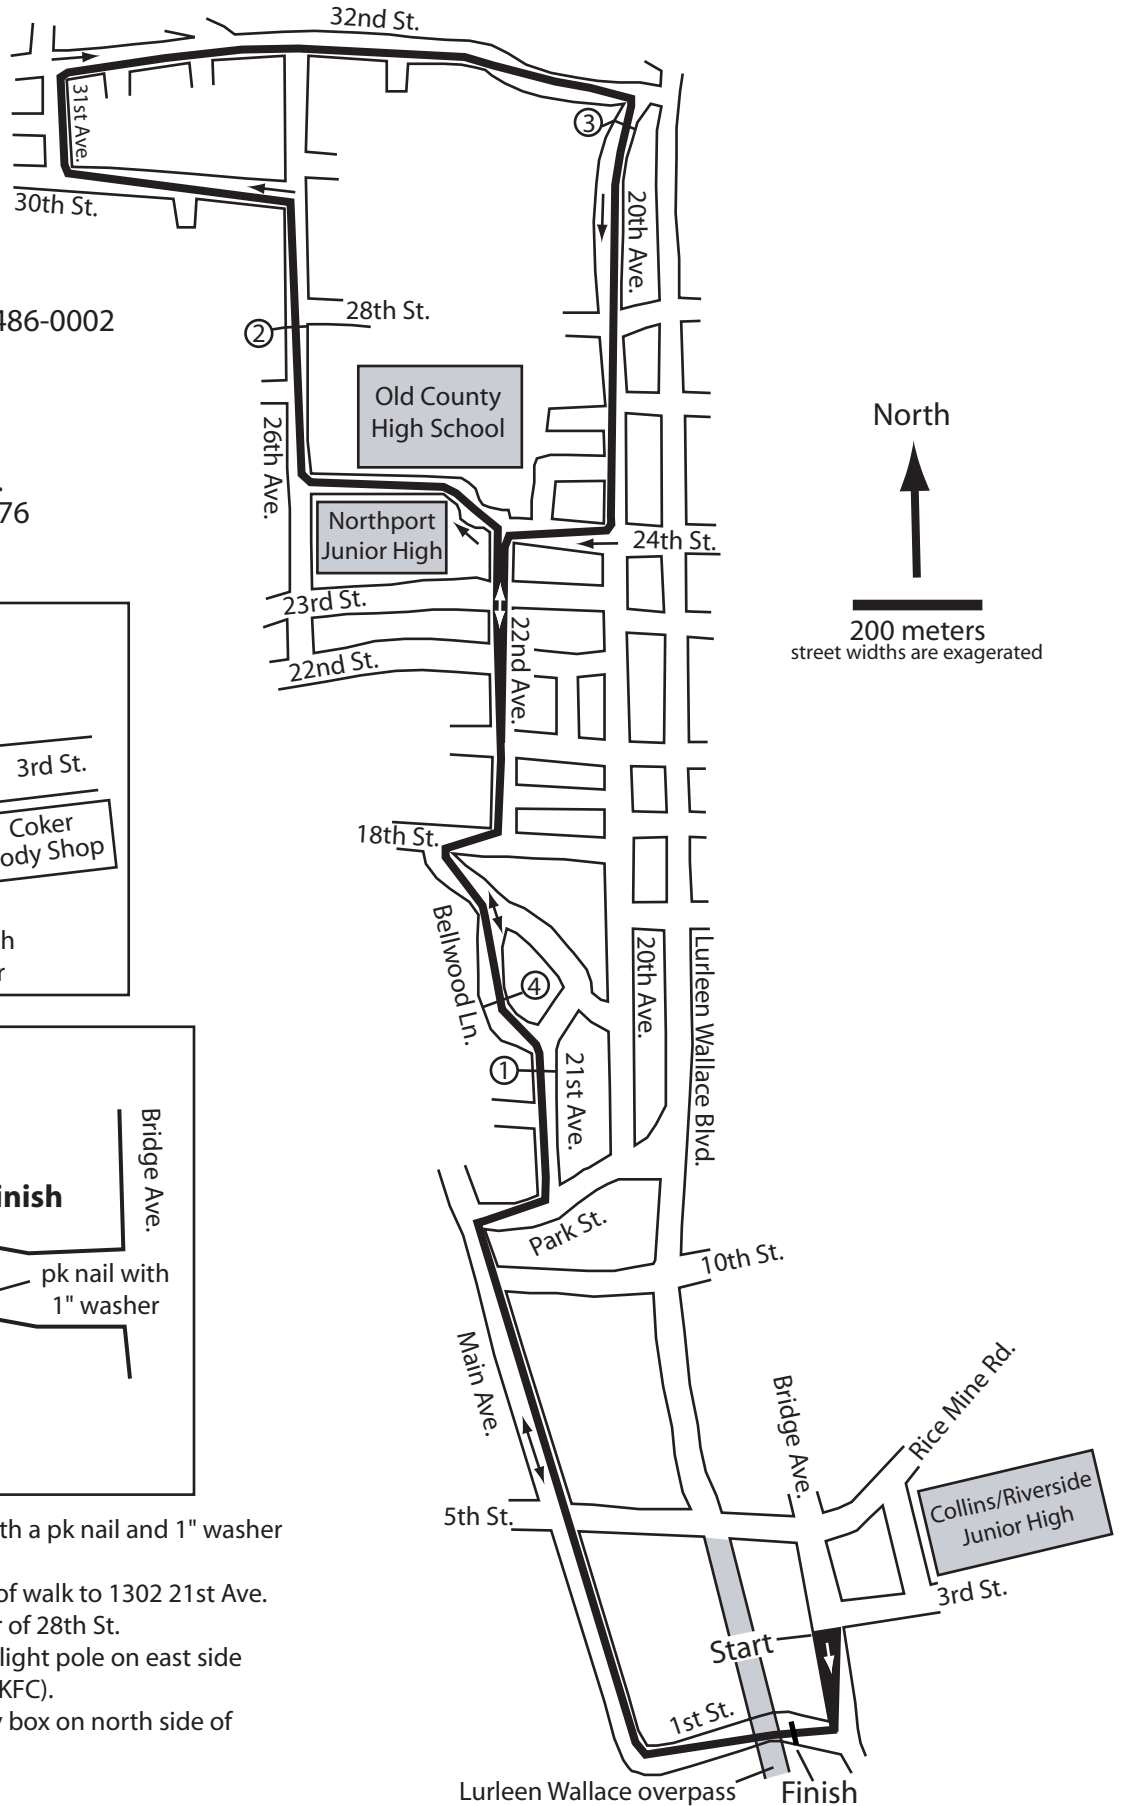 32nd St.
31st Ave.
3
30th St.
20th Ave.
486-0002
28th St.
2
Old County
High School
North
26th Ave.
.
76
Northport
Junior High
24th St.
23rd St.
22nd Ave.
200 meters
street widths are exagerated
22nd St.
3rd St.
Coker
ody Shop
18th St.
h
r
Bellwood Ln.
4
20th Ave.
Lurleen Wallace Blvd.
1
21st Ave.
Bridge Ave.
inish
Park St.
10th St.
pk nail with
1" washer
Main Ave.
Bridge Ave.
Rice Mine Rd.
Collins/Riverside
Junior High
5th St.
th a pk nail and 1" washer
of walk to 1302 21st Ave.
3rd St.
r of 28th St.
light pole on east side
Start
KFC).
y box on north side of
1st St.
Lurleen Wallace overpass
Finish